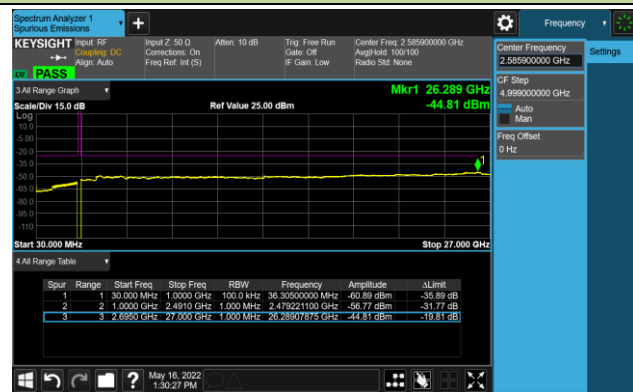 Spectrum Analyzer 1
Spurious Emissions
Frequency
KEYSIGHT
Input: RF
Coupling: DC
Align: Auto
Input Z: 50 Ω
Corrections: On
Freq Ref: Int (S)
Atten: 10 dB
Trig: Free Run
Gate: Off
IF Gain: Low
Center Freq: 2.585900000 GHz
Avg|Hold: 100/100
Radio Std: None
PASS
Center Frequency
2.585900000 GHz
Settings
CF Step
4.999000000 GHz
Auto
Man
Freq Offset
0 Hz
3 All Range Graph
Mkr1 26.289 GHz
-44.81 dBm
Scale/Div 15.0 dB
Ref Value 25.00 dBm
Log
10.0
-5.00
-20.0
-35.0
-50.0
-65.0
-80.0
-95.0
-110
1
Start 30.000 MHz
Stop 27.000 GHz
4 All Range Table
Spur Range Start Freq Stop Freq RBW Frequency Amplitude ΔLimit
1 1 30.000 MHz 1.0000 GHz 100.0 kHz 36.30500000 MHz -60.89 dBm -35.89 dB
2 2 1.0000 GHz 2.4910 GHz 1.000 MHz 2.479221100 GHz -56.77 dBm -31.77 dB
3 3 2.6950 GHz 27.000 GHz 1.000 MHz 26.28907875 GHz -44.81 dBm -19.81 dB
?
May 16, 2022
1:30:27 PM